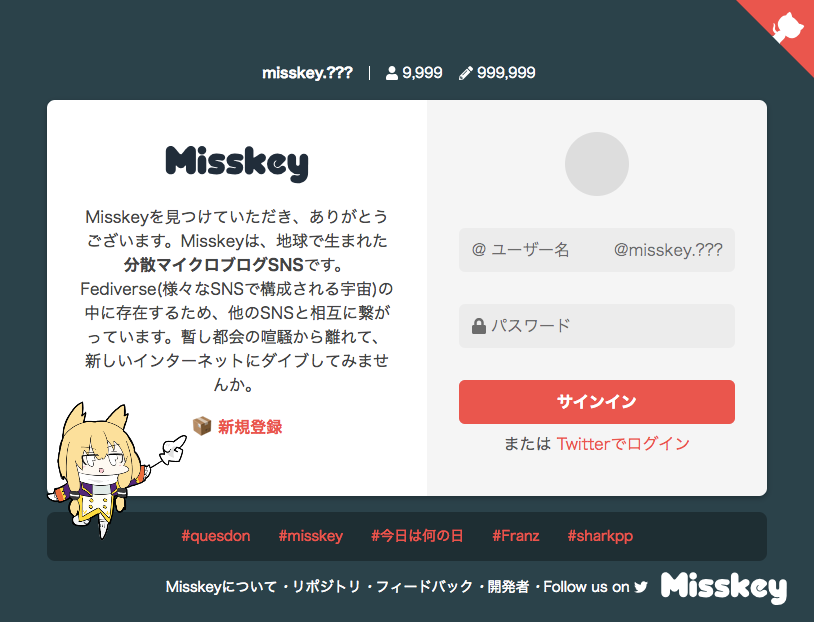 misskey.??? | 9,999 999,999
Misskey
Misskeyを見つけていただき、ありがとう
ございます。Misskeyは、地球で生まれた
分散マイクロブログSNSです。
Fediverse(様々なSNSで構成される宇宙)の
中に存在するため、他のSNSと相互に繋が
っています。暫し都会の喧騒から離れて、
新しいインターネットにダイブしてみませ
んか。
新規登録
@ ユーザー名 @misskey.???
パスワード
サインイン
または Twitterでログイン
#quesdon #misskey #今日は何の日 #Franz #sharkpp
Misskeyについて・リポジトリ・フィードバック・開発者・Follow us on
Misskey